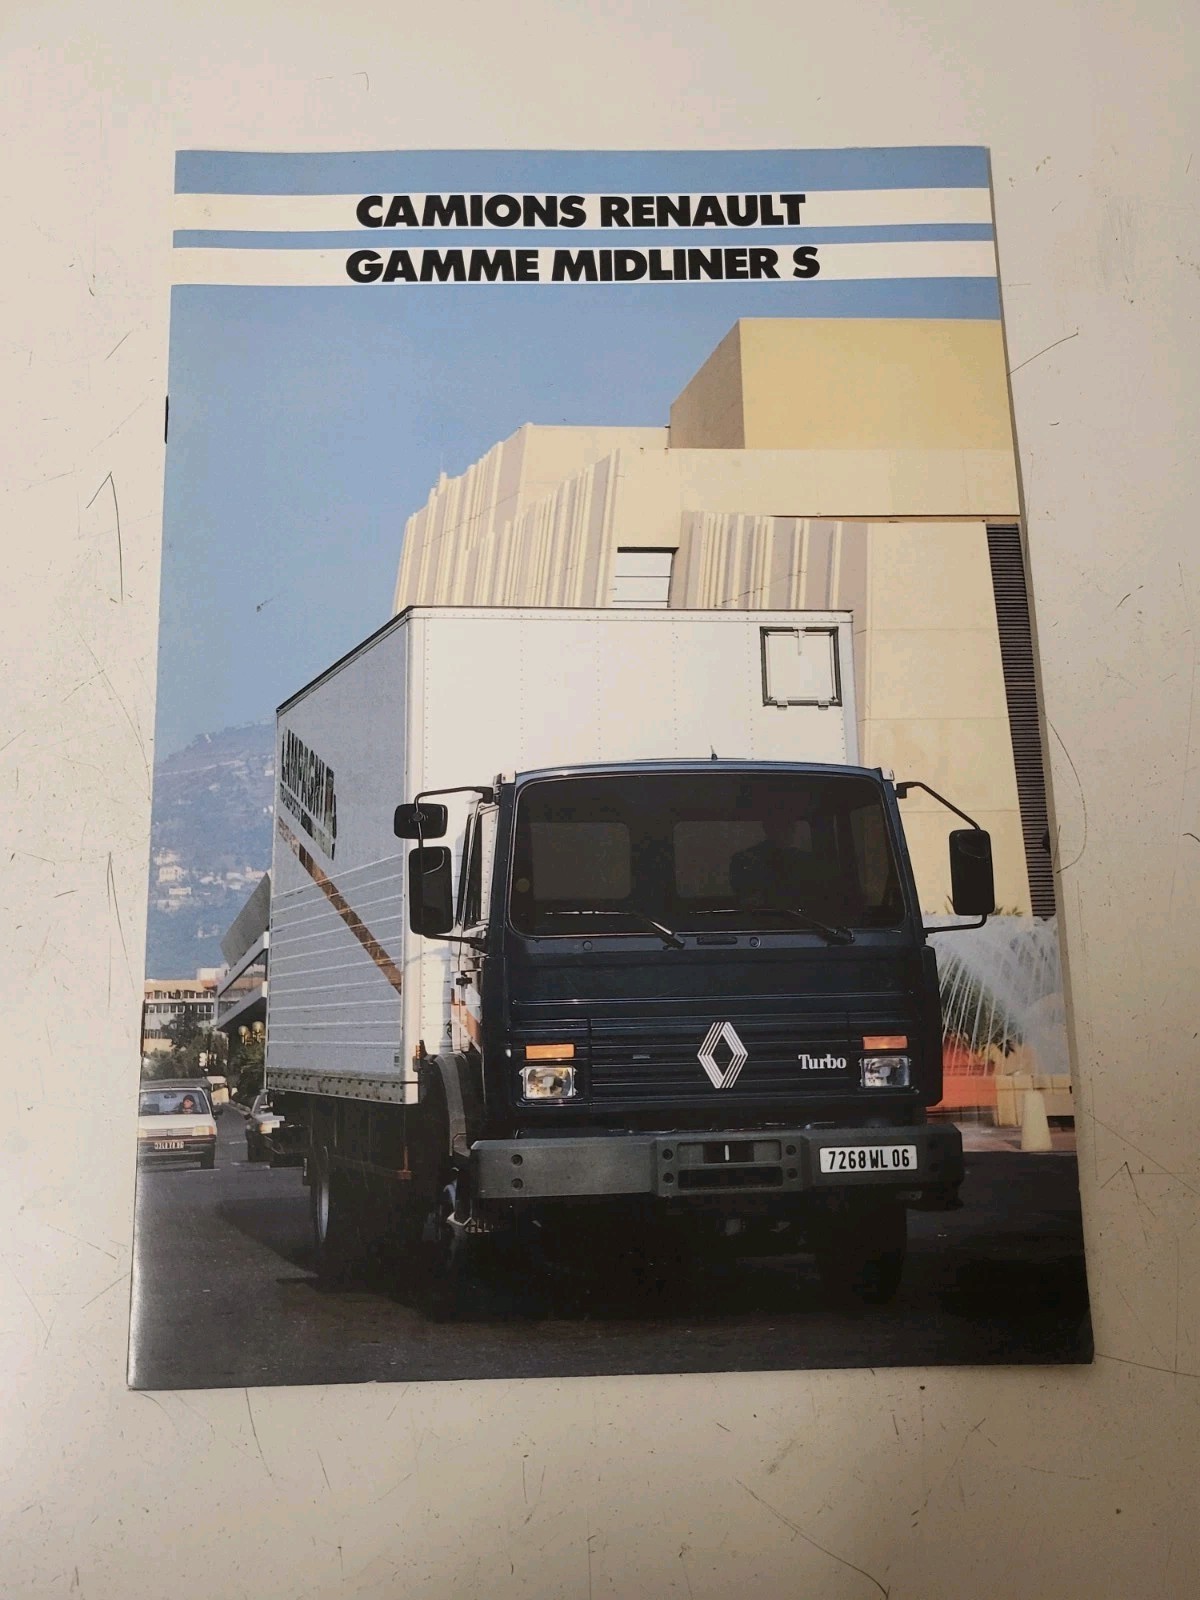 CAMIONS RENAULT
GAMME MIDLINER S
Turbo
7268 WL 06